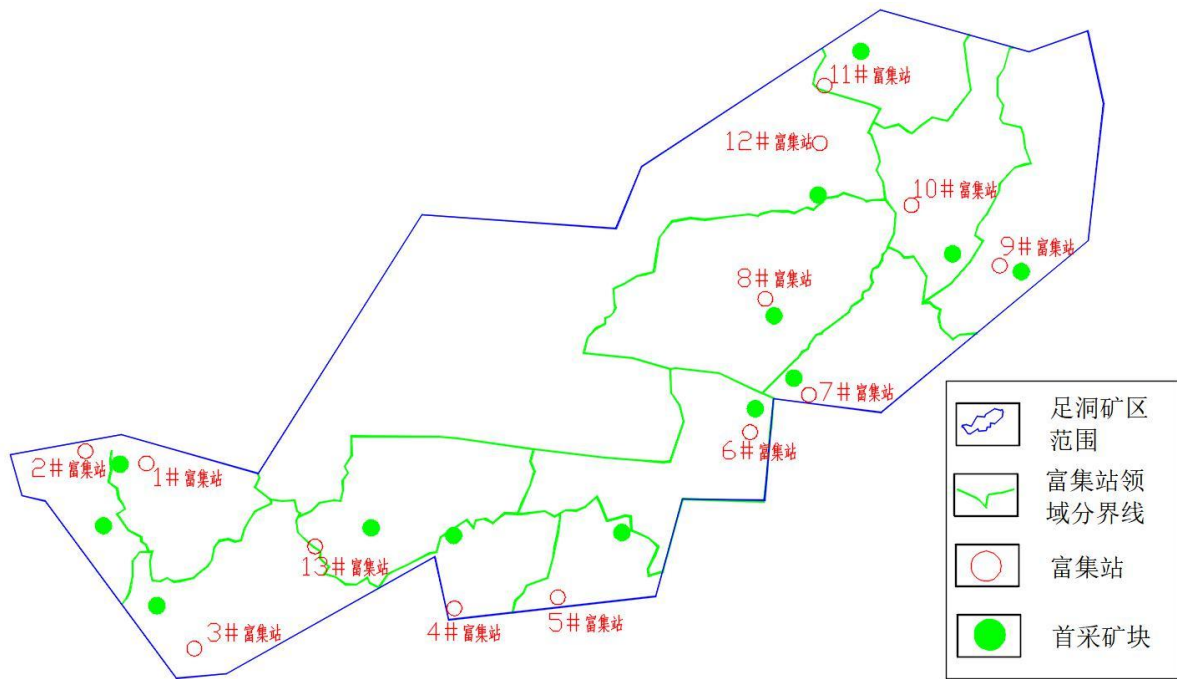 11#富集站
12#富集站
10#富集站
9#富集站
8#富集站
7#富集站
6#富集站
2#富集站
1#富集站
13#富集站
3#富集站
4#富集站
5#富集站
足洞矿区
范围
富集站领
域分界线
富集站
首采矿块